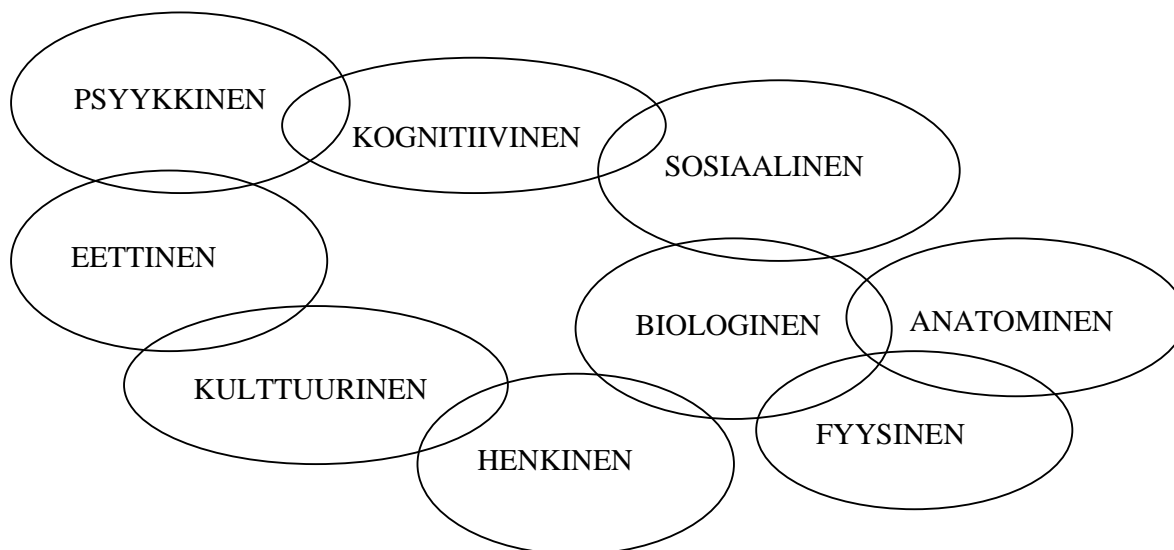 PSYYKKINEN
KOGNITIIVINEN
SOSIAALINEN
EETTINEN
BIOLOGINEN
ANATOMINEN
KULTTUURINEN
FYYSINEN
HENKINEN